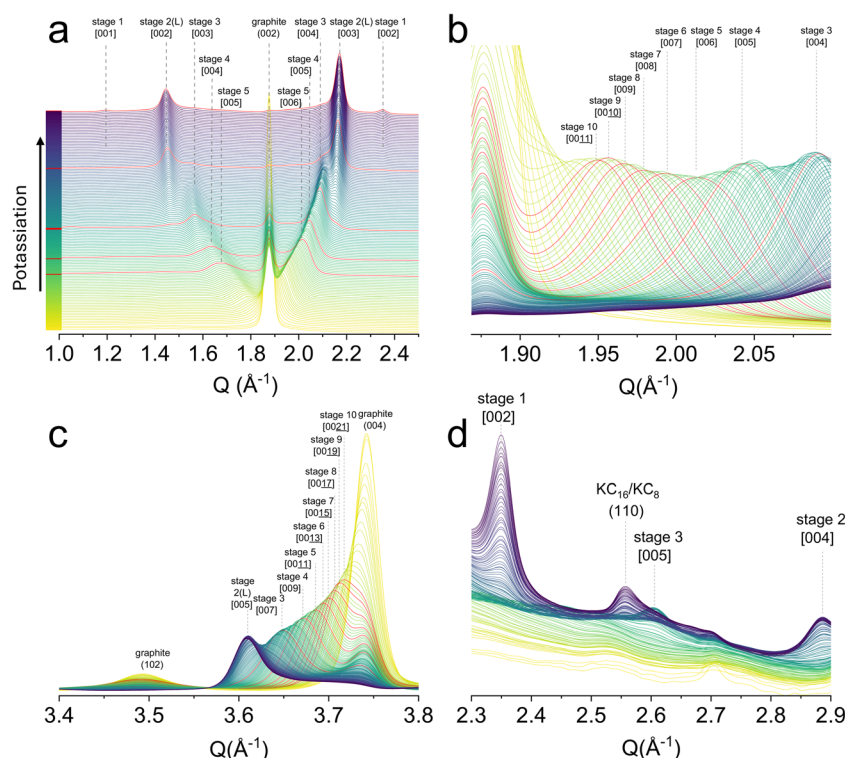 a
stage 1
[001]
stage 2(L)
[002]
stage 3
[003]
stage 4
[004]
stage 5
[005]
graphite
(002)
stage 5
[006]
stage 4
[005]
stage 3
[004]
stage 2(L)
[003]
stage 1
[002]
Potassiation
1.0 1.2 1.4 1.6 1.8 2.0 2.2 2.4
Q (Å⁻¹)
b
stage 10
[0011]
stage 9
[0010]
stage 8
[009]
stage 7
[008]
stage 6
[007]
stage 5
[006]
stage 4
[005]
stage 3
[004]
1.90 1.95 2.00 2.05
Q(Å⁻¹)
c
graphite
(102)
stage
2(L)
[005]
stage 3
[007]
stage 4
[009]
stage 5
[0011]
stage 6
[0013]
stage 7
[0015]
stage 8
[0017]
stage 9
[0019]
stage 10
[0021]
graphite
(004)
3.4 3.5 3.6 3.7 3.8
Q(Å⁻¹)
d
stage 1
[002]
KC₁₆/KC₈
(110)
stage 3
[005]
stage 2
[004]
2.3 2.4 2.5 2.6 2.7 2.8 2.9
Q(Å⁻¹)